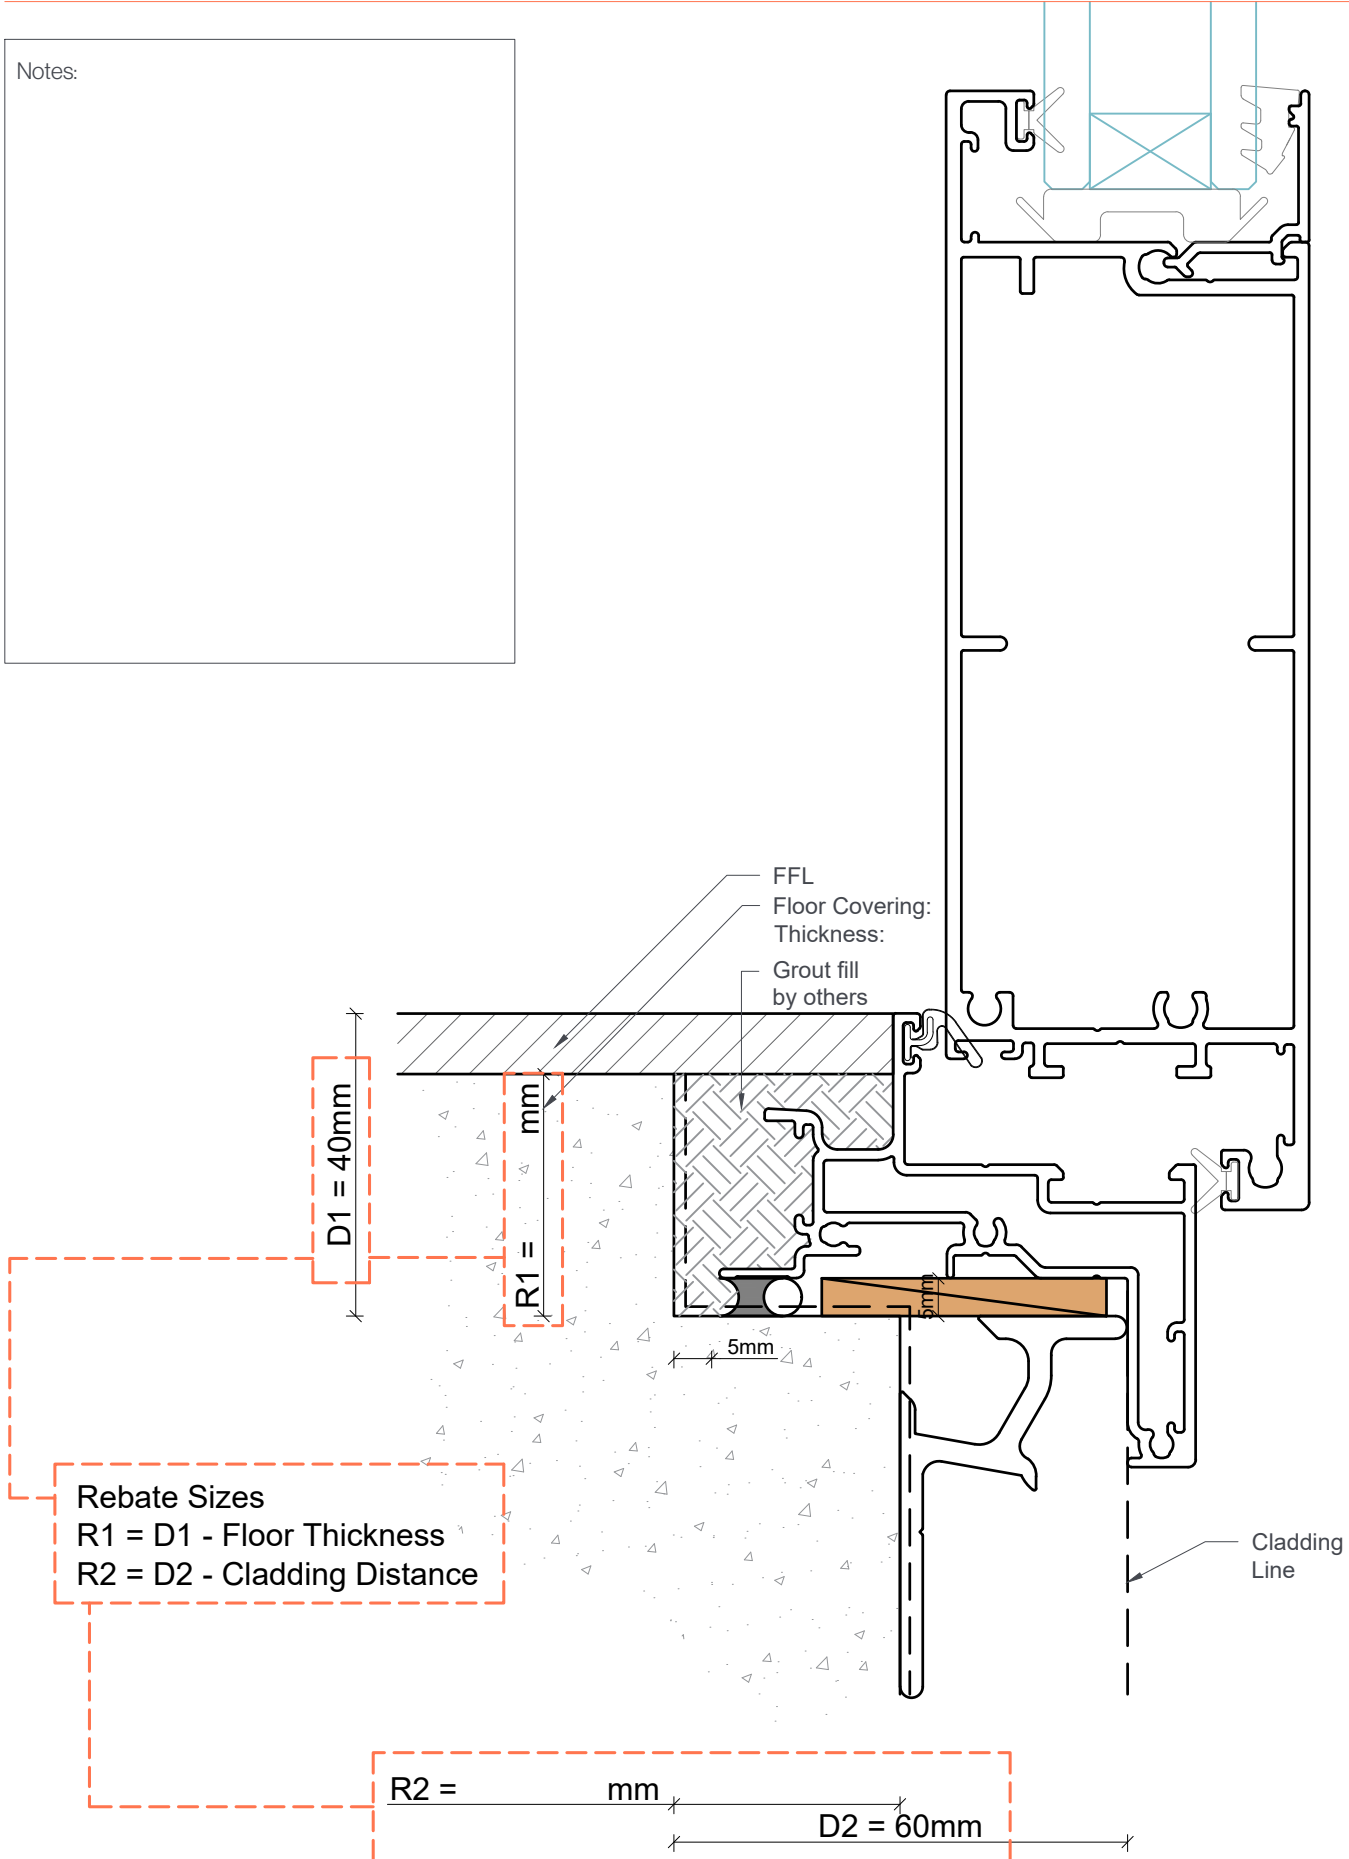 Notes:
FFL
Floor Covering:
Thickness:
Grout fill
by others
D1 = 40mm
R1 = mm
5mm
5mm
Rebate Sizes
R1 = D1 - Floor Thickness
R2 = D2 - Cladding Distance
Cladding
Line
R2 = mm
D2 = 60mm